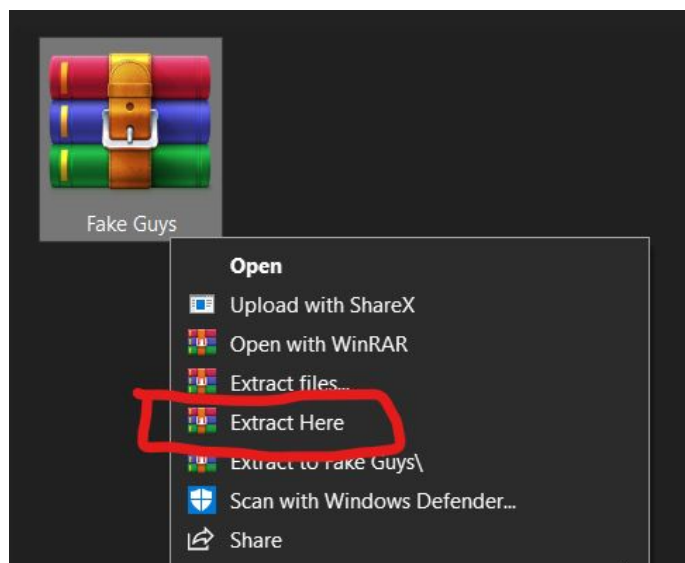 Fake Guys
Open
Upload with ShareX
Open with WinRAR
Extract files...
Extract Here
Extract to Fake Guys\
Scan with Windows Defender...
Share